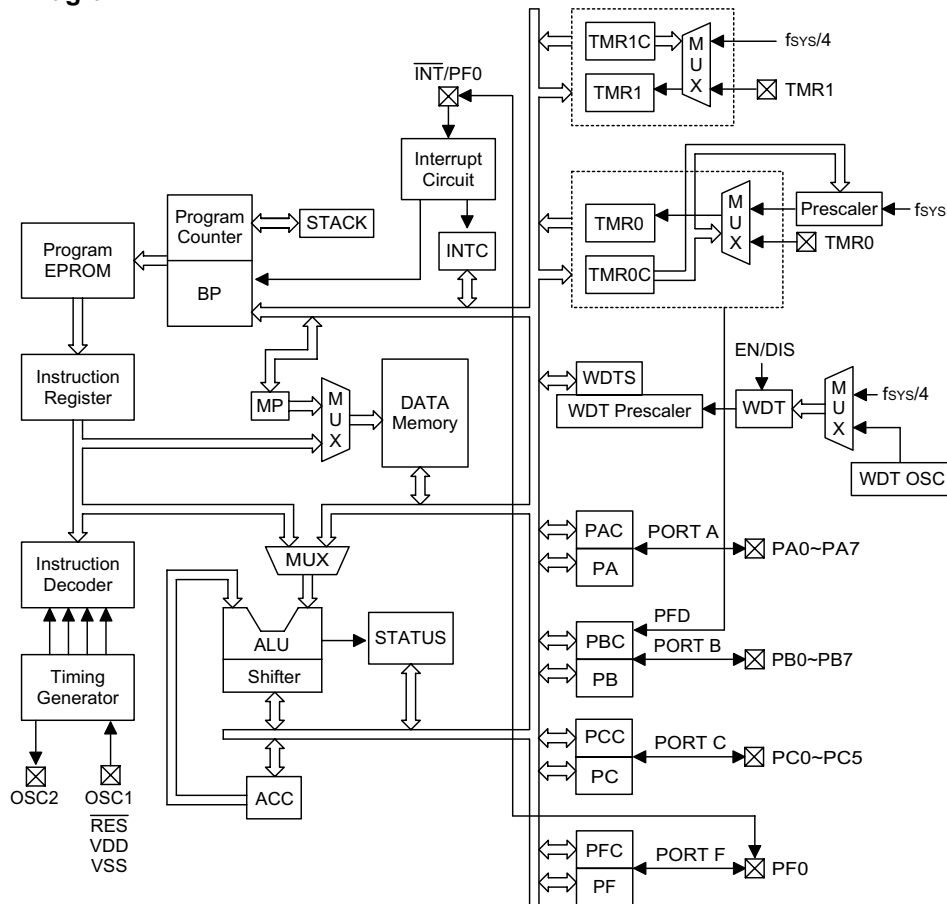 TMR1C
M
U
X
fSYS/4
TMR1
TMR1
INT/PF0
Interrupt
Circuit
INTC
Program
Counter
BP
STACK
Program
EPROM
TMR0
TMR0C
M
U
X
Prescaler
fSYS
TMR0
Instruction
Register
MP
M
U
X
DATA
Memory
WDTS
WDT Prescaler
EN/DIS
WDT
M
U
X
fSYS/4
WDT OSC
MUX
Instruction
Decoder
ALU
Shifter
STATUS
PAC
PA
PORT A
PA0~PA7
PFD
PBC
PB
PORT B
PB0~PB7
Timing
Generator
OSC2
OSC1
RES
VDD
VSS
ACC
PCC
PC
PORT C
PC0~PC5
PFC
PF
PORT F
PF0